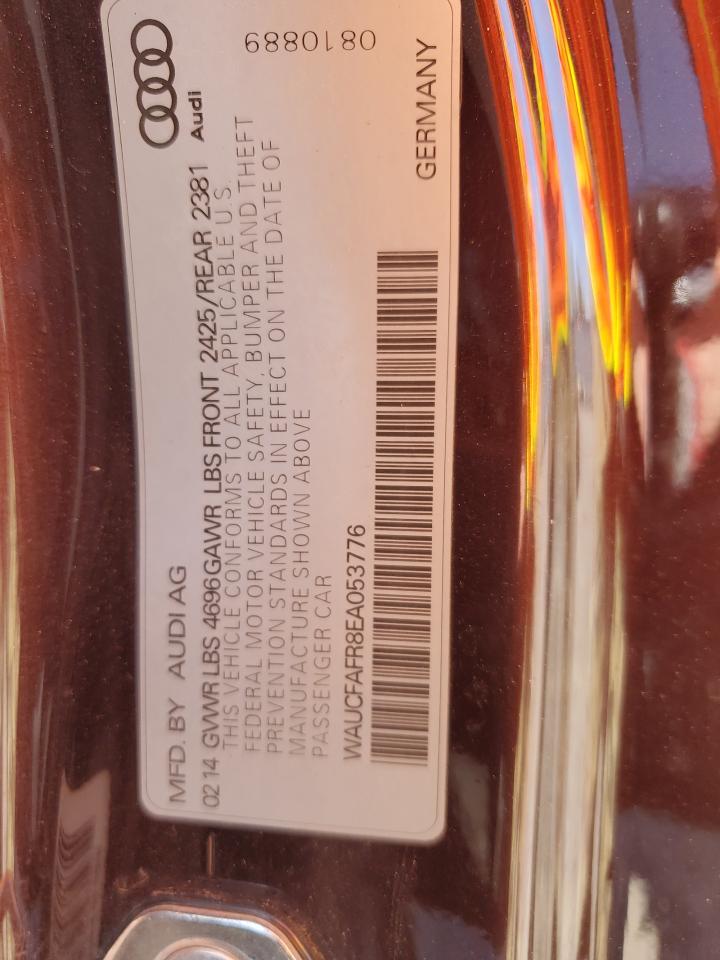 MFD. BY AUDI AG
0214 GVWR LBS 4696 GAWR LBS FRONT 2425/REAR 2381
THIS VEHICLE CONFORMS TO ALL APPLICABLE U.S.
FEDERAL MOTOR VEHICLE SAFETY, BUMPER AND THEFT
PREVENTION STANDARDS IN EFFECT ON THE DATE OF
MANUFACTURE SHOWN ABOVE
PASSENGER CAR
WAUCFAFR8EA053776
Audi
GERMANY
0810889